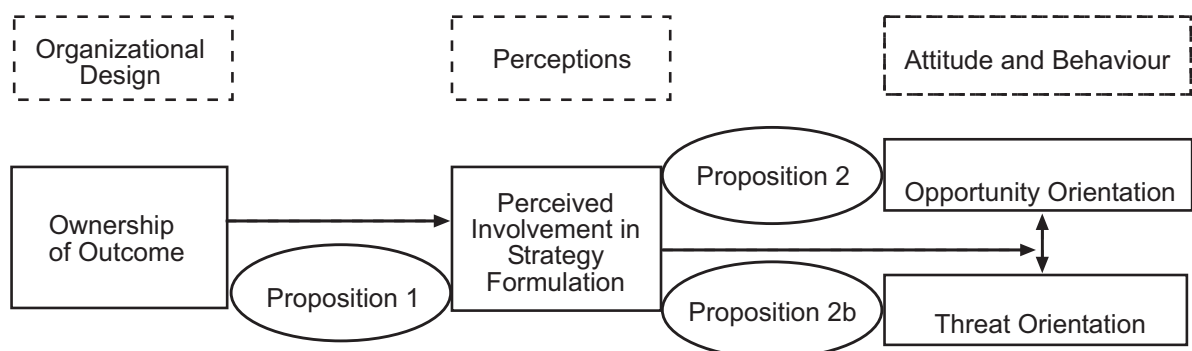 Organizational
Design
Perceptions
Attitude and Behaviour
Ownership
of Outcome
Proposition 1
Perceived
Involvement in
Strategy
Formulation
Proposition 2
Proposition 2b
Opportunity Orientation
Threat Orientation